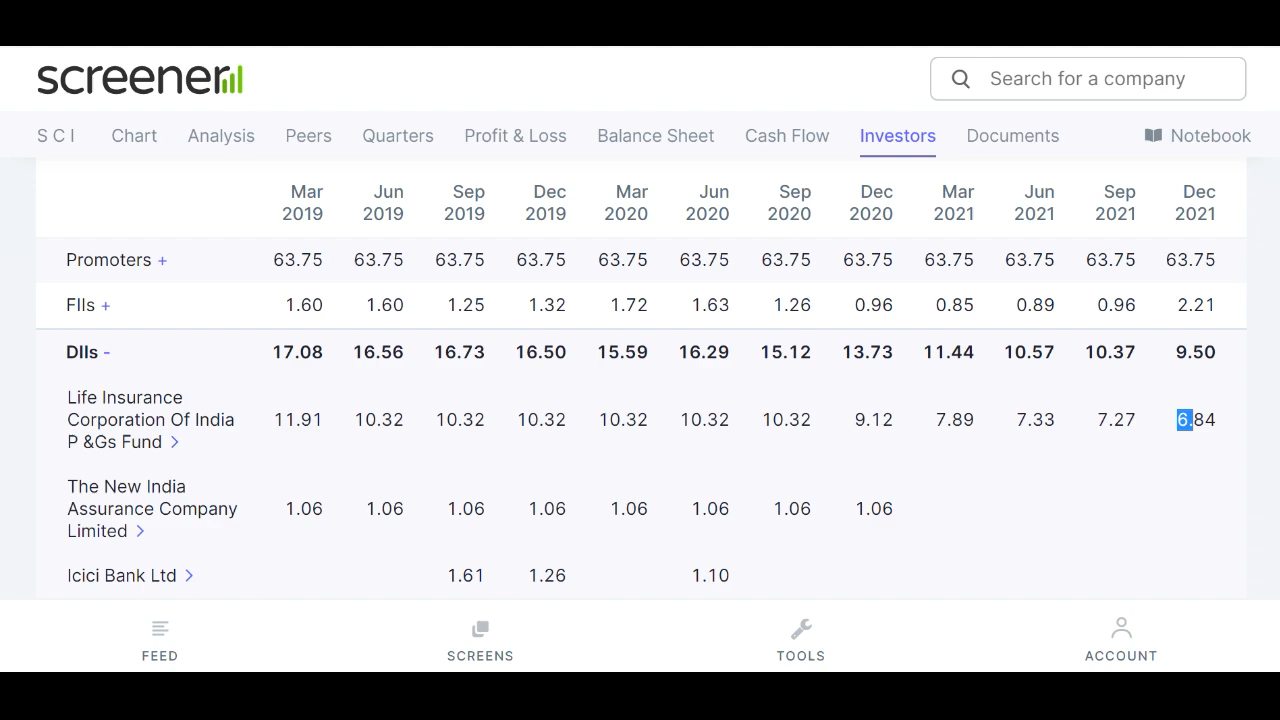 screener
Search for a company
S C I Chart Analysis Peers Quarters Profit & Loss Balance Sheet Cash Flow Investors Documents Notebook
Mar 2019 Jun 2019 Sep 2019 Dec 2019 Mar 2020 Jun 2020 Sep 2020 Dec 2020 Mar 2021 Jun 2021 Sep 2021 Dec 2021
Promoters + 63.75 63.75 63.75 63.75 63.75 63.75 63.75 63.75 63.75 63.75 63.75 63.75
FIIs + 1.60 1.60 1.25 1.32 1.72 1.63 1.26 0.96 0.85 0.89 0.96 2.21
DIIs - 17.08 16.56 16.73 16.50 15.59 16.29 15.12 13.73 11.44 10.57 10.37 9.50
Life Insurance
Corporation Of India 11.91 10.32 10.32 10.32 10.32 10.32 10.32 9.12 7.89 7.33 7.27 6.84
P &Gs Fund >
The New India
Assurance Company 1.06 1.06 1.06 1.06 1.06 1.06 1.06 1.06
Limited >
Icici Bank Ltd > 1.61 1.26 1.10
FEED SCREENS TOOLS ACCOUNT